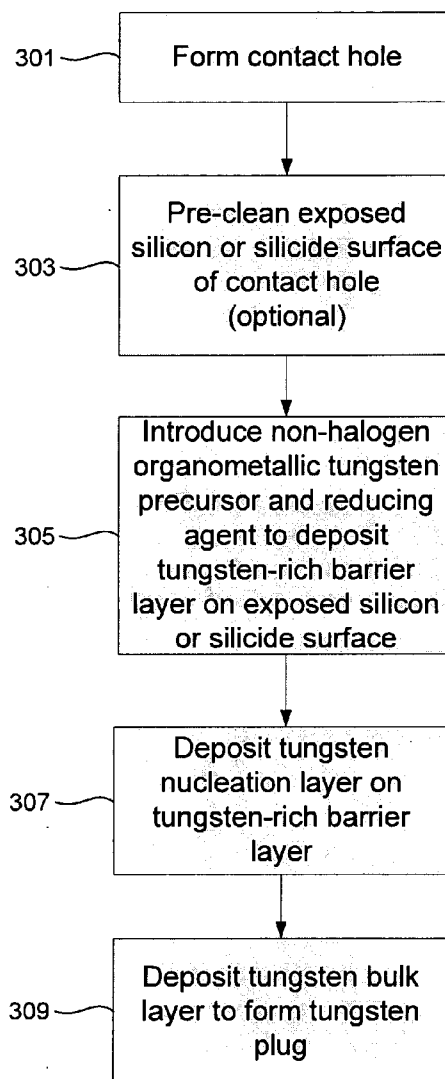 301
Form contact hole
303
Pre-clean exposed
silicon or silicide surface
of contact hole
(optional)
305
Introduce non-halogen
organometallic tungsten
precursor and reducing
agent to deposit
tungsten-rich barrier
layer on exposed silicon
or silicide surface
307
Deposit tungsten
nucleation layer on
tungsten-rich barrier
layer
309
Deposit tungsten bulk
layer to form tungsten
plug